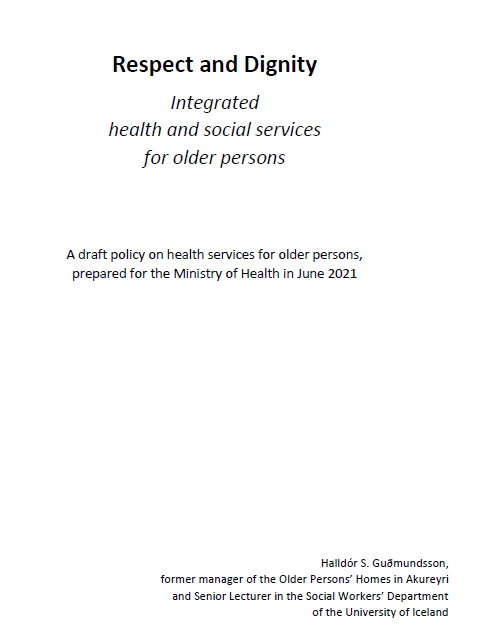 Respect and Dignity
Integrated
health and social services
for older persons
A draft policy on health services for older persons,
prepared for the Ministry of Health in June 2021
Halldór S. Guðmundsson,
former manager of the Older Persons’ Homes in Akureyri
and Senior Lecturer in the Social Workers’ Department
of the University of Iceland